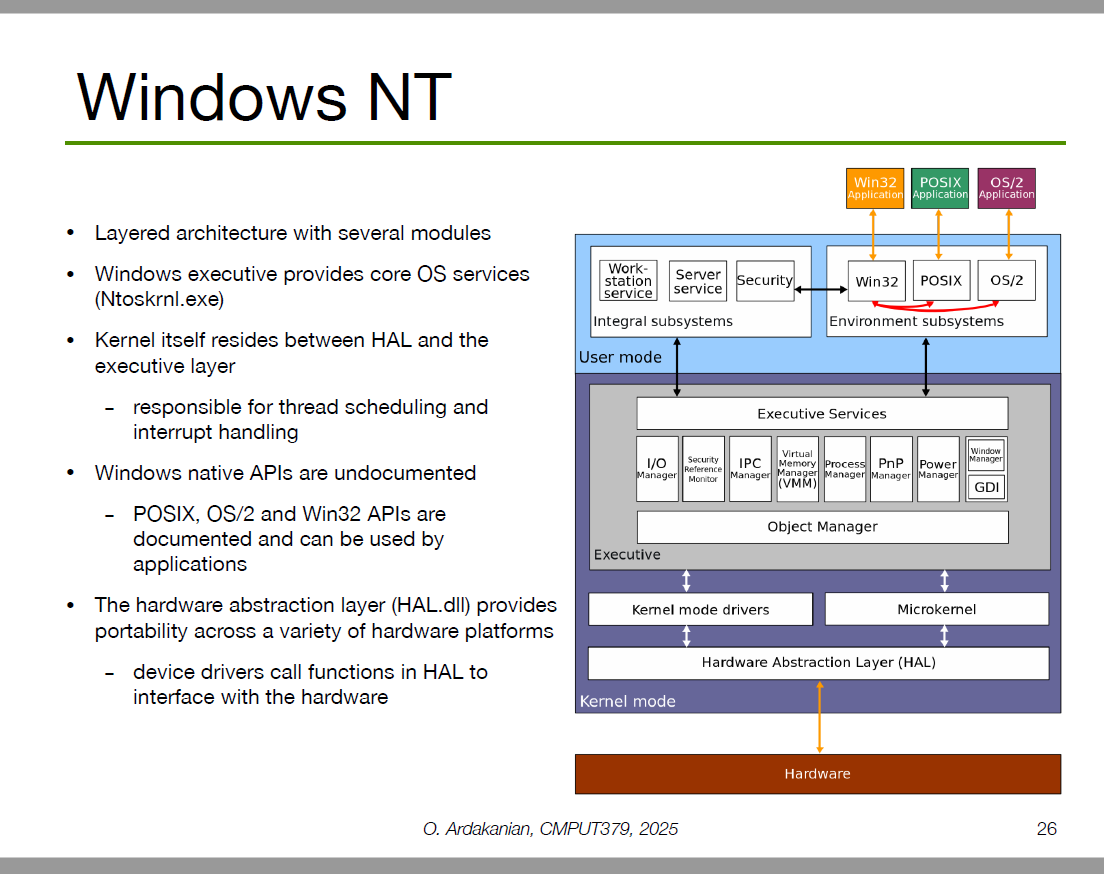 Windows NT
• Layered architecture with several modules
• Windows executive provides core OS services
(Ntoskrnl.exe)
• Kernel itself resides between HAL and the
executive layer
– responsible for thread scheduling and
interrupt handling
• Windows native APIs are undocumented
– POSIX, OS/2 and Win32 APIs are
documented and can be used by
applications
• The hardware abstraction layer (HAL.dll) provides
portability across a variety of hardware platforms
– device drivers call functions in HAL to
interface with the hardware
Win32
Application
POSIX
Application
OS/2
Application
Work-
station
service
Server
service
Security
Integral subsystems
Win32
POSIX
OS/2
Environment subsystems
User mode
Executive Services
I/O
Manager
Security
Reference
Monitor
IPC
Manager
Virtual
Memory
Manager
(VMM)
Process
Manager
PnP
Manager
Power
Manager
Window
Manager
GDI
Object Manager
Executive
Kernel mode drivers
Microkernel
Hardware Abstraction Layer (HAL)
Kernel mode
Hardware
O. Ardakanian, CMPUT379, 2025
26